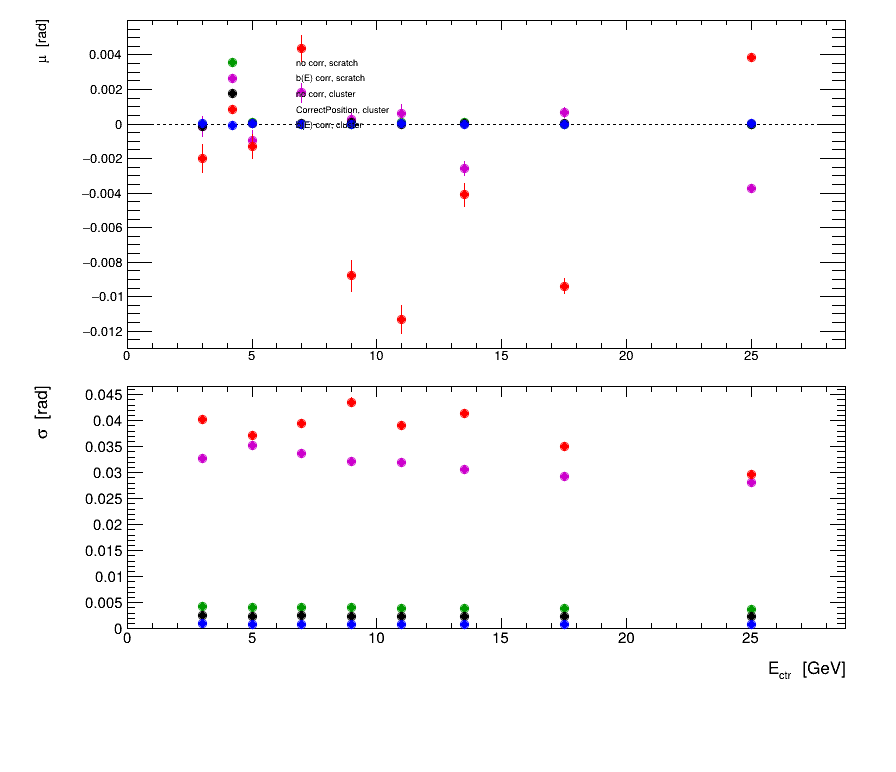 μ [rad]
0.004
0.002
0
−0.002
−0.004
−0.006
−0.008
−0.01
−0.012
no corr, scratch
b(E) corr, scratch
no corr, cluster
CorrectPosition, cluster
b(E) corr, cluster
0 5 10 15 20 25
σ [rad]
0.045
0.04
0.035
0.03
0.025
0.02
0.015
0.01
0.005
0
0 5 10 15 20 25
E_ctr [GeV]